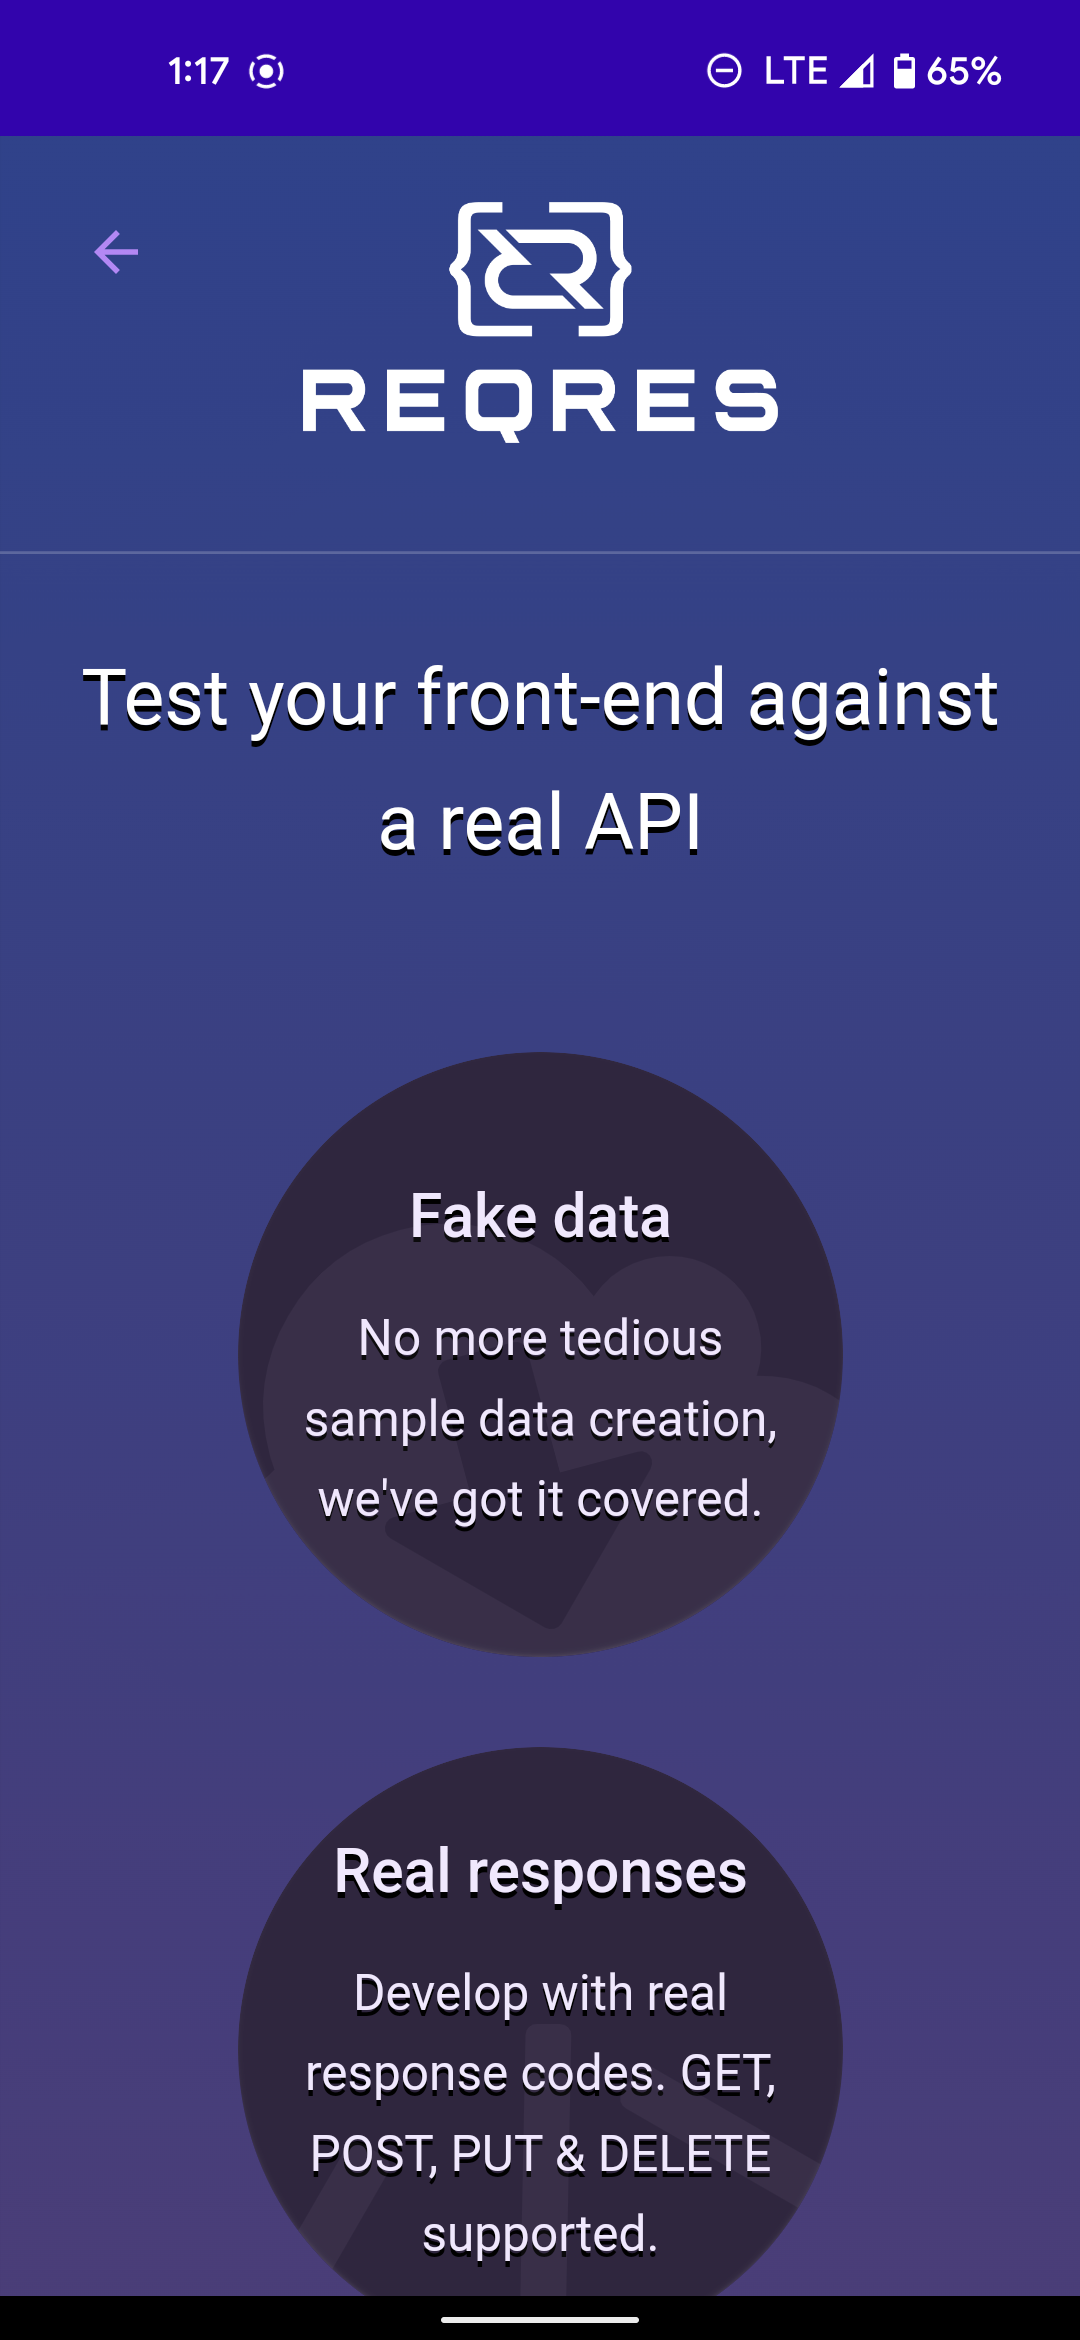 1:17 LTE 65%
REQRES
Test your front-end against
a real API
Fake data
No more tedious
sample data creation,
we've got it covered.
Real responses
Develop with real
response codes. GET,
POST, PUT & DELETE
supported.